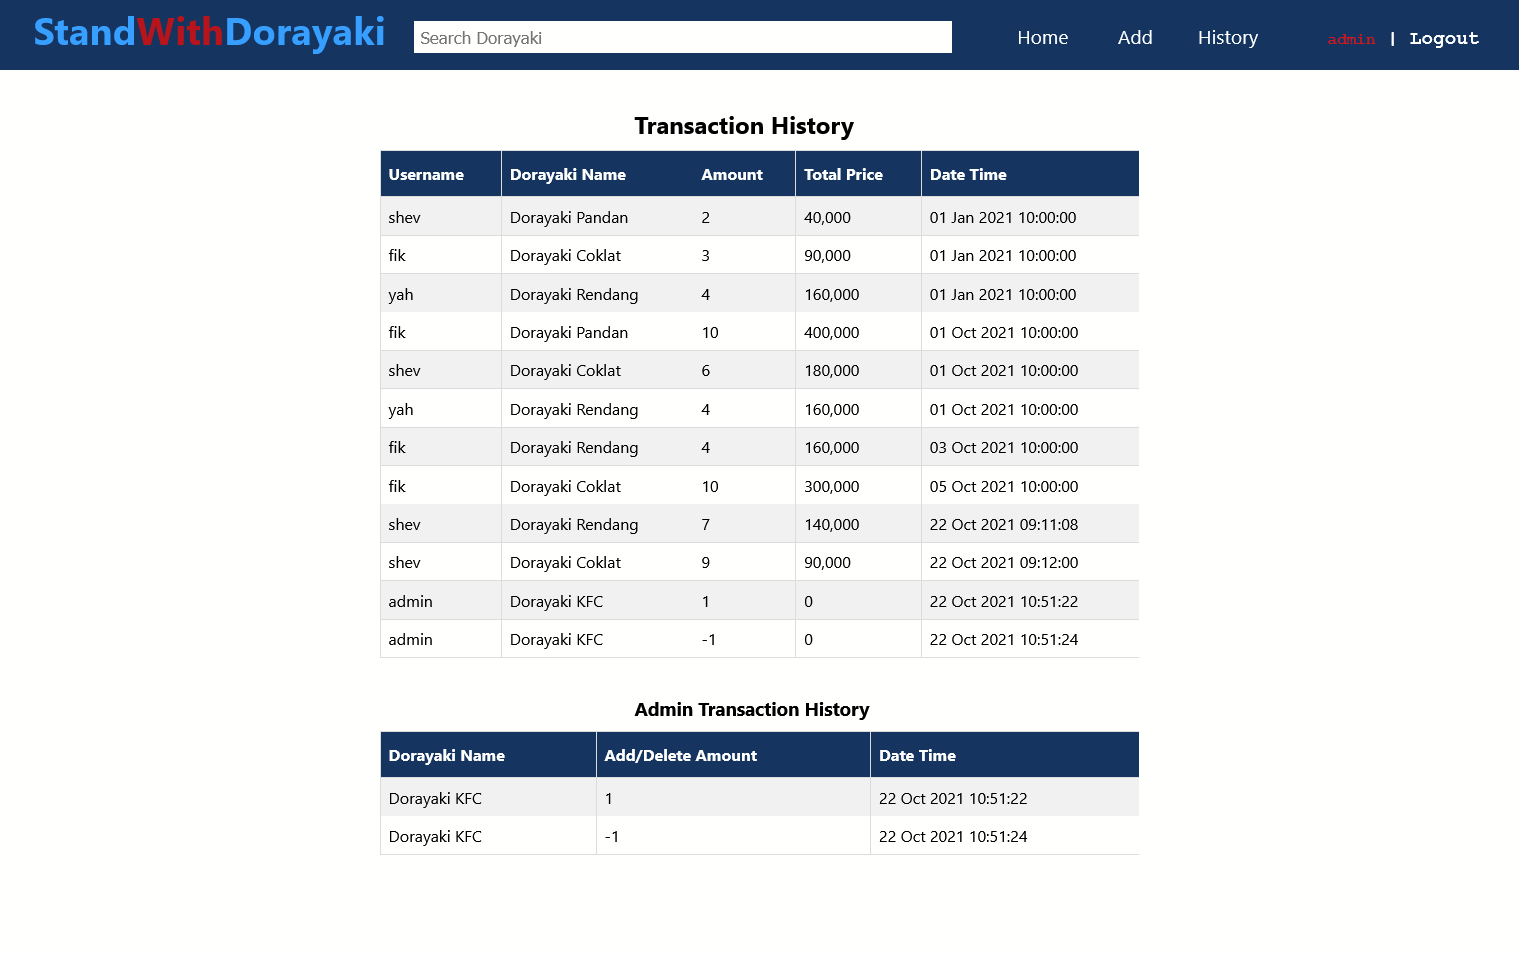 StandWithDorayaki Search Dorayaki Home Add History admin | Logout
Transaction History
Username Dorayaki Name Amount Total Price Date Time
shev Dorayaki Pandan 2 40,000 01 Jan 2021 10:00:00
fik Dorayaki Coklat 3 90,000 01 Jan 2021 10:00:00
yah Dorayaki Rendang 4 160,000 01 Jan 2021 10:00:00
fik Dorayaki Pandan 10 400,000 01 Oct 2021 10:00:00
shev Dorayaki Coklat 6 180,000 01 Oct 2021 10:00:00
yah Dorayaki Rendang 4 160,000 01 Oct 2021 10:00:00
fik Dorayaki Rendang 4 160,000 03 Oct 2021 10:00:00
fik Dorayaki Coklat 10 300,000 05 Oct 2021 10:00:00
shev Dorayaki Rendang 7 140,000 22 Oct 2021 09:11:08
shev Dorayaki Coklat 9 90,000 22 Oct 2021 09:12:00
admin Dorayaki KFC 1 0 22 Oct 2021 10:51:22
admin Dorayaki KFC -1 0 22 Oct 2021 10:51:24
Admin Transaction History
Dorayaki Name Add/Delete Amount Date Time
Dorayaki KFC 1 22 Oct 2021 10:51:22
Dorayaki KFC -1 22 Oct 2021 10:51:24